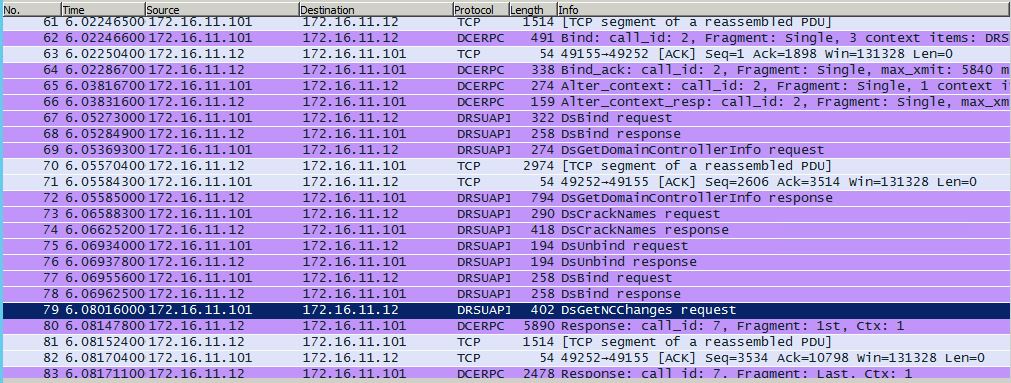 No. Time Source Destination Protocol Length Info
61 6.02246500 172.16.11.101 172.16.11.12 TCP 1514 [TCP segment of a reassembled PDU]
62 6.02246600 172.16.11.101 172.16.11.12 DCERPC 491 Bind: call_id: 2, Fragment: Single, 3 context items: DRS
63 6.02250400 172.16.11.12 172.16.11.101 TCP 54 49155→49252 [ACK] Seq=1 Ack=1898 Win=131328 Len=0
64 6.02286700 172.16.11.12 172.16.11.101 DCERPC 338 Bind_ack: call_id: 2, Fragment: Single, max_xmit: 5840 m
65 6.03816700 172.16.11.101 172.16.11.12 DCERPC 274 Alter_context: call_id: 2, Fragment: Single, 1 context i
66 6.03831600 172.16.11.12 172.16.11.101 DCERPC 159 Alter_context_resp: call_id: 2, Fragment: Single, max_xm
67 6.05273000 172.16.11.101 172.16.11.12 DRSUAPI 322 DsBind request
68 6.05284900 172.16.11.12 172.16.11.101 DRSUAPI 258 DsBind response
69 6.05369300 172.16.11.101 172.16.11.12 DRSUAPI 274 DsGetDomainControllerInfo request
70 6.05570400 172.16.11.12 172.16.11.101 TCP 2974 [TCP segment of a reassembled PDU]
71 6.05584300 172.16.11.101 172.16.11.12 TCP 54 49252→49155 [ACK] Seq=2606 Ack=3514 Win=131328 Len=0
72 6.05585000 172.16.11.12 172.16.11.101 DRSUAPI 794 DsGetDomainControllerInfo response
73 6.06588300 172.16.11.101 172.16.11.12 DRSUAPI 290 DsCrackNames request
74 6.06625200 172.16.11.12 172.16.11.101 DRSUAPI 418 DsCrackNames response
75 6.06934000 172.16.11.101 172.16.11.12 DRSUAPI 194 DsUnbind request
76 6.06937800 172.16.11.12 172.16.11.101 DRSUAPI 194 DsUnbind response
77 6.06955600 172.16.11.101 172.16.11.12 DRSUAPI 258 DsBind request
78 6.06962500 172.16.11.12 172.16.11.101 DRSUAPI 258 DsBind response
79 6.08016000 172.16.11.101 172.16.11.12 DRSUAPI 402 DsGetNCChanges request
80 6.08147800 172.16.11.12 172.16.11.101 DCERPC 5890 Response: call_id: 7, Fragment: 1st, Ctx: 1
81 6.08152400 172.16.11.12 172.16.11.101 TCP 1514 [TCP segment of a reassembled PDU]
82 6.08170400 172.16.11.101 172.16.11.12 TCP 54 49252→49155 [ACK] Seq=3534 Ack=10798 Win=131328 Len=0
83 6.08171100 172.16.11.12 172.16.11.101 DCERPC 2478 Response: call_id: 7, Fragment: Last, Ctx: 1